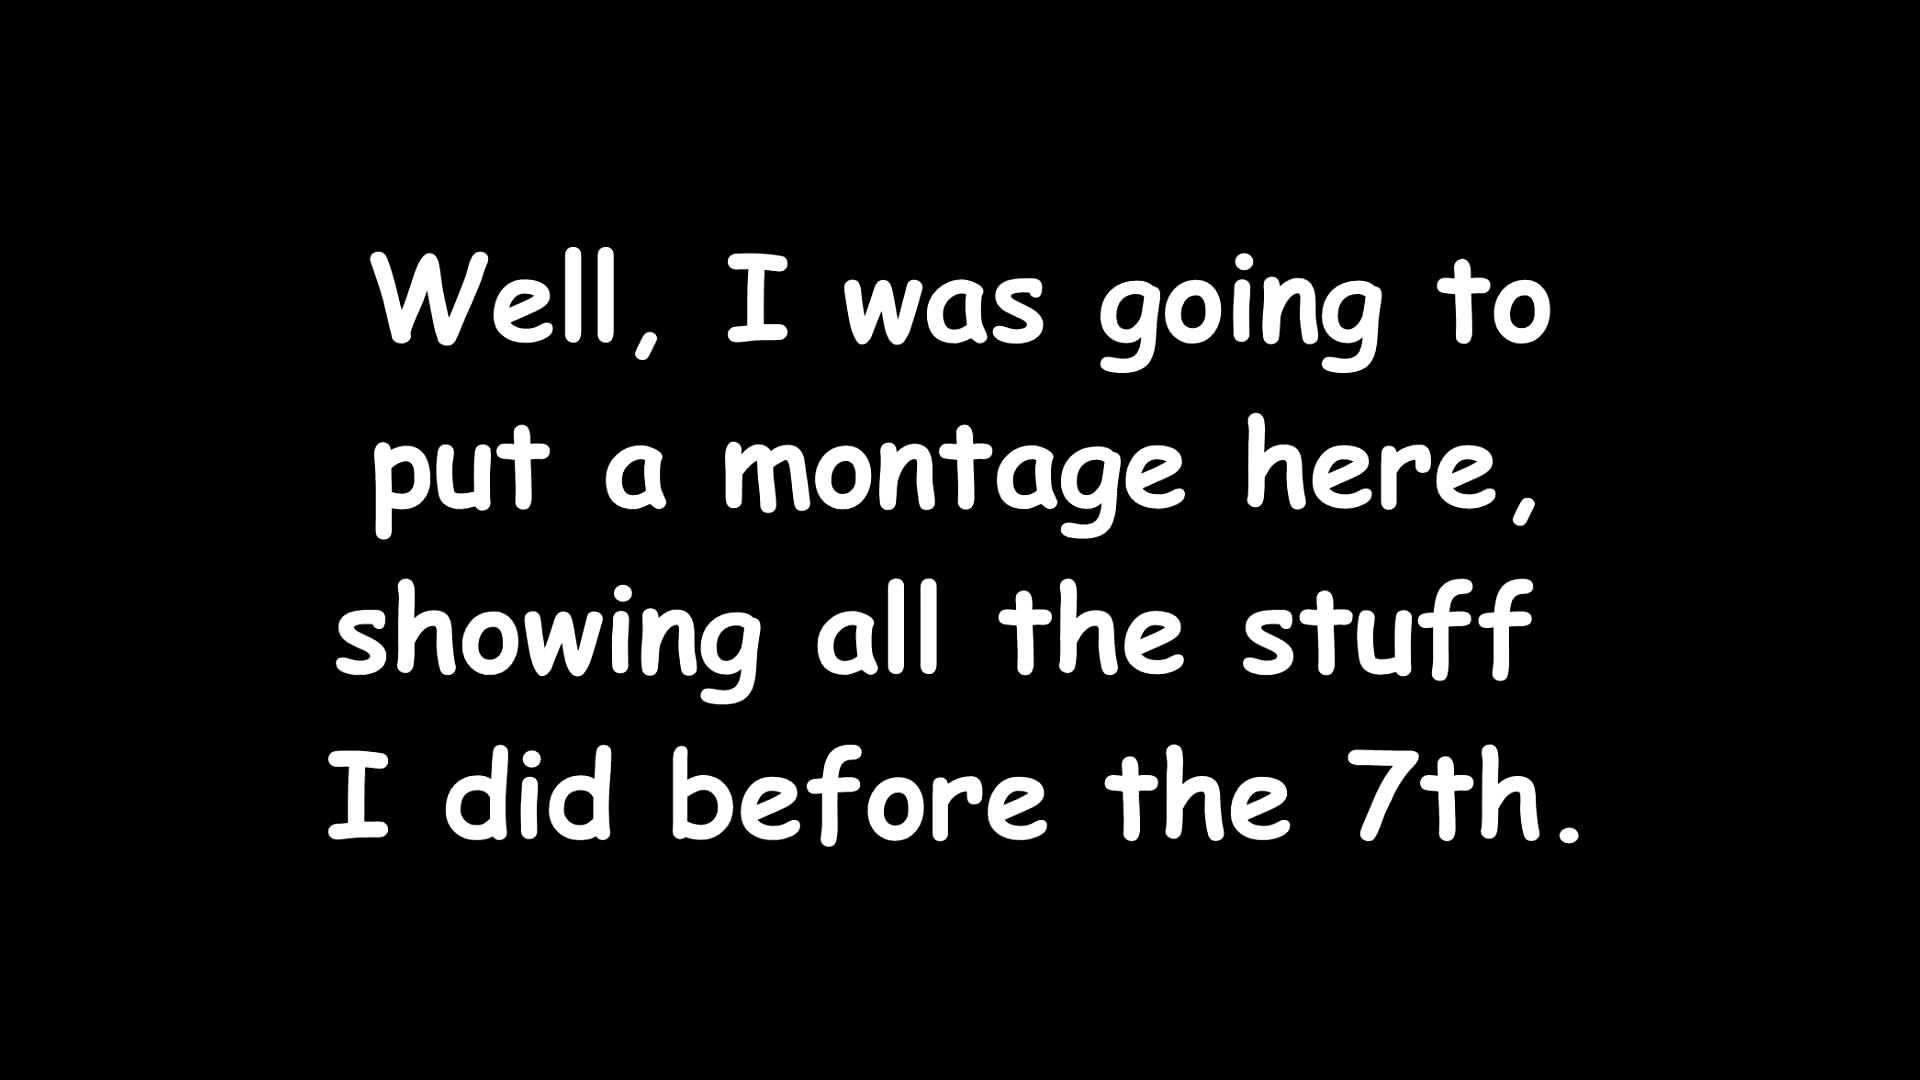 Well, I was going to
put a montage here,
showing all the stuff
I did before the 7th.